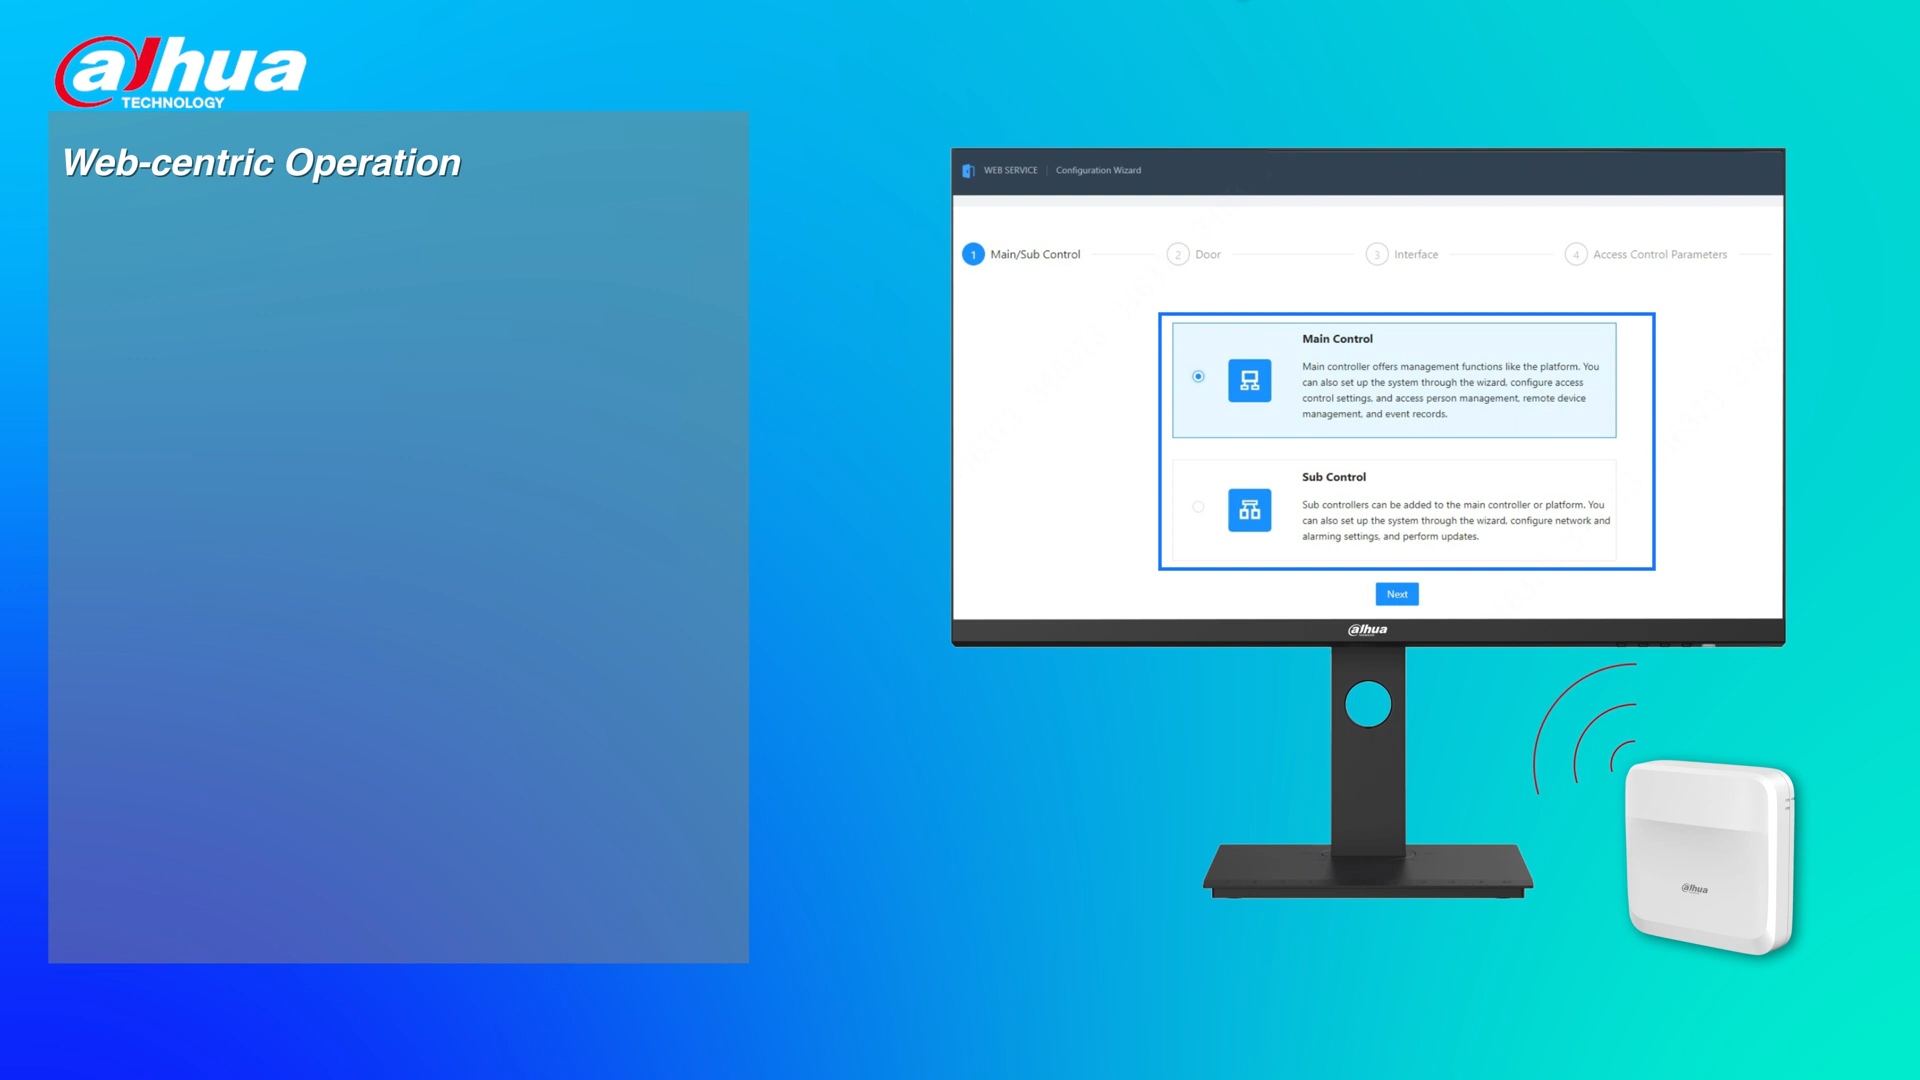 alhua
TECHNOLOGY
Web-centric Operation
WEB SERVICE | Configuration Wizard
1 Main/Sub Control
2 Door
3 Interface
4 Access Control Parameters
Main Control
Main controller offers management functions like the platform. You
can also set up the system through the wizard, configure access
control settings, and access person management, remote device
management, and event records.
Sub Control
Sub controllers can be added to the main controller or platform. You
can also set up the system through the wizard, configure network and
alarming settings, and perform updates.
Next
alhua
alhua